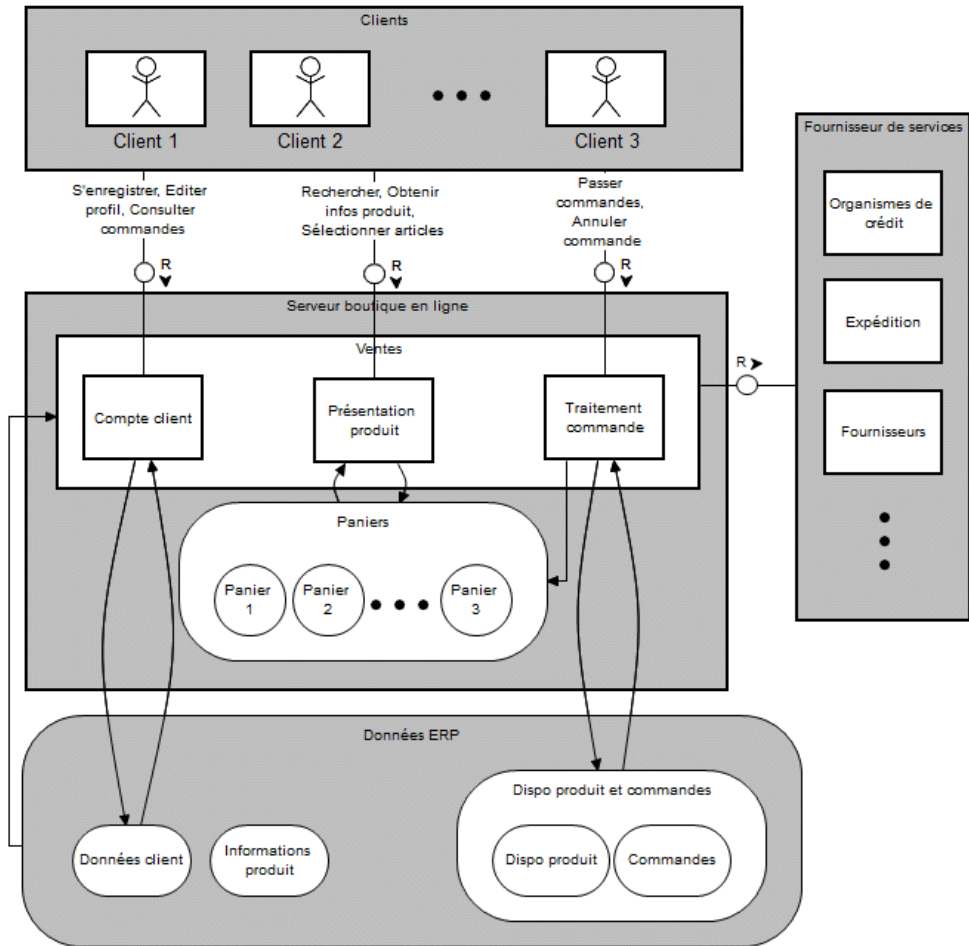 Clients
Client 1
Client 2
Client 3
S'enregistrer, Editer
profil, Consulter
commandes
Rechercher, Obtenir
infos produit,
Sélectionner articles
Passer
commandes,
Annuler
commande
R
R
R
Fournisseur de services
Organismes de
crédit
Expédition
Fournisseurs
Serveur boutique en ligne
Ventes
R
Compte client
Présentation
produit
Traitement
commande
Paniers
Panier
1
Panier
2
Panier
3
Données ERP
Données client
Informations
produit
Dispo produit et commandes
Dispo produit
Commandes